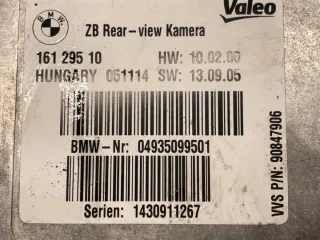 BMW
Valeo
ZB Rear-view Kamera
161 295 10 HW: 10.02.00
HUNGARY 051114 SW: 13.09.05
BMW-Nr: 04935099501
Serien: 1430911267
VVS P/N: 90847906